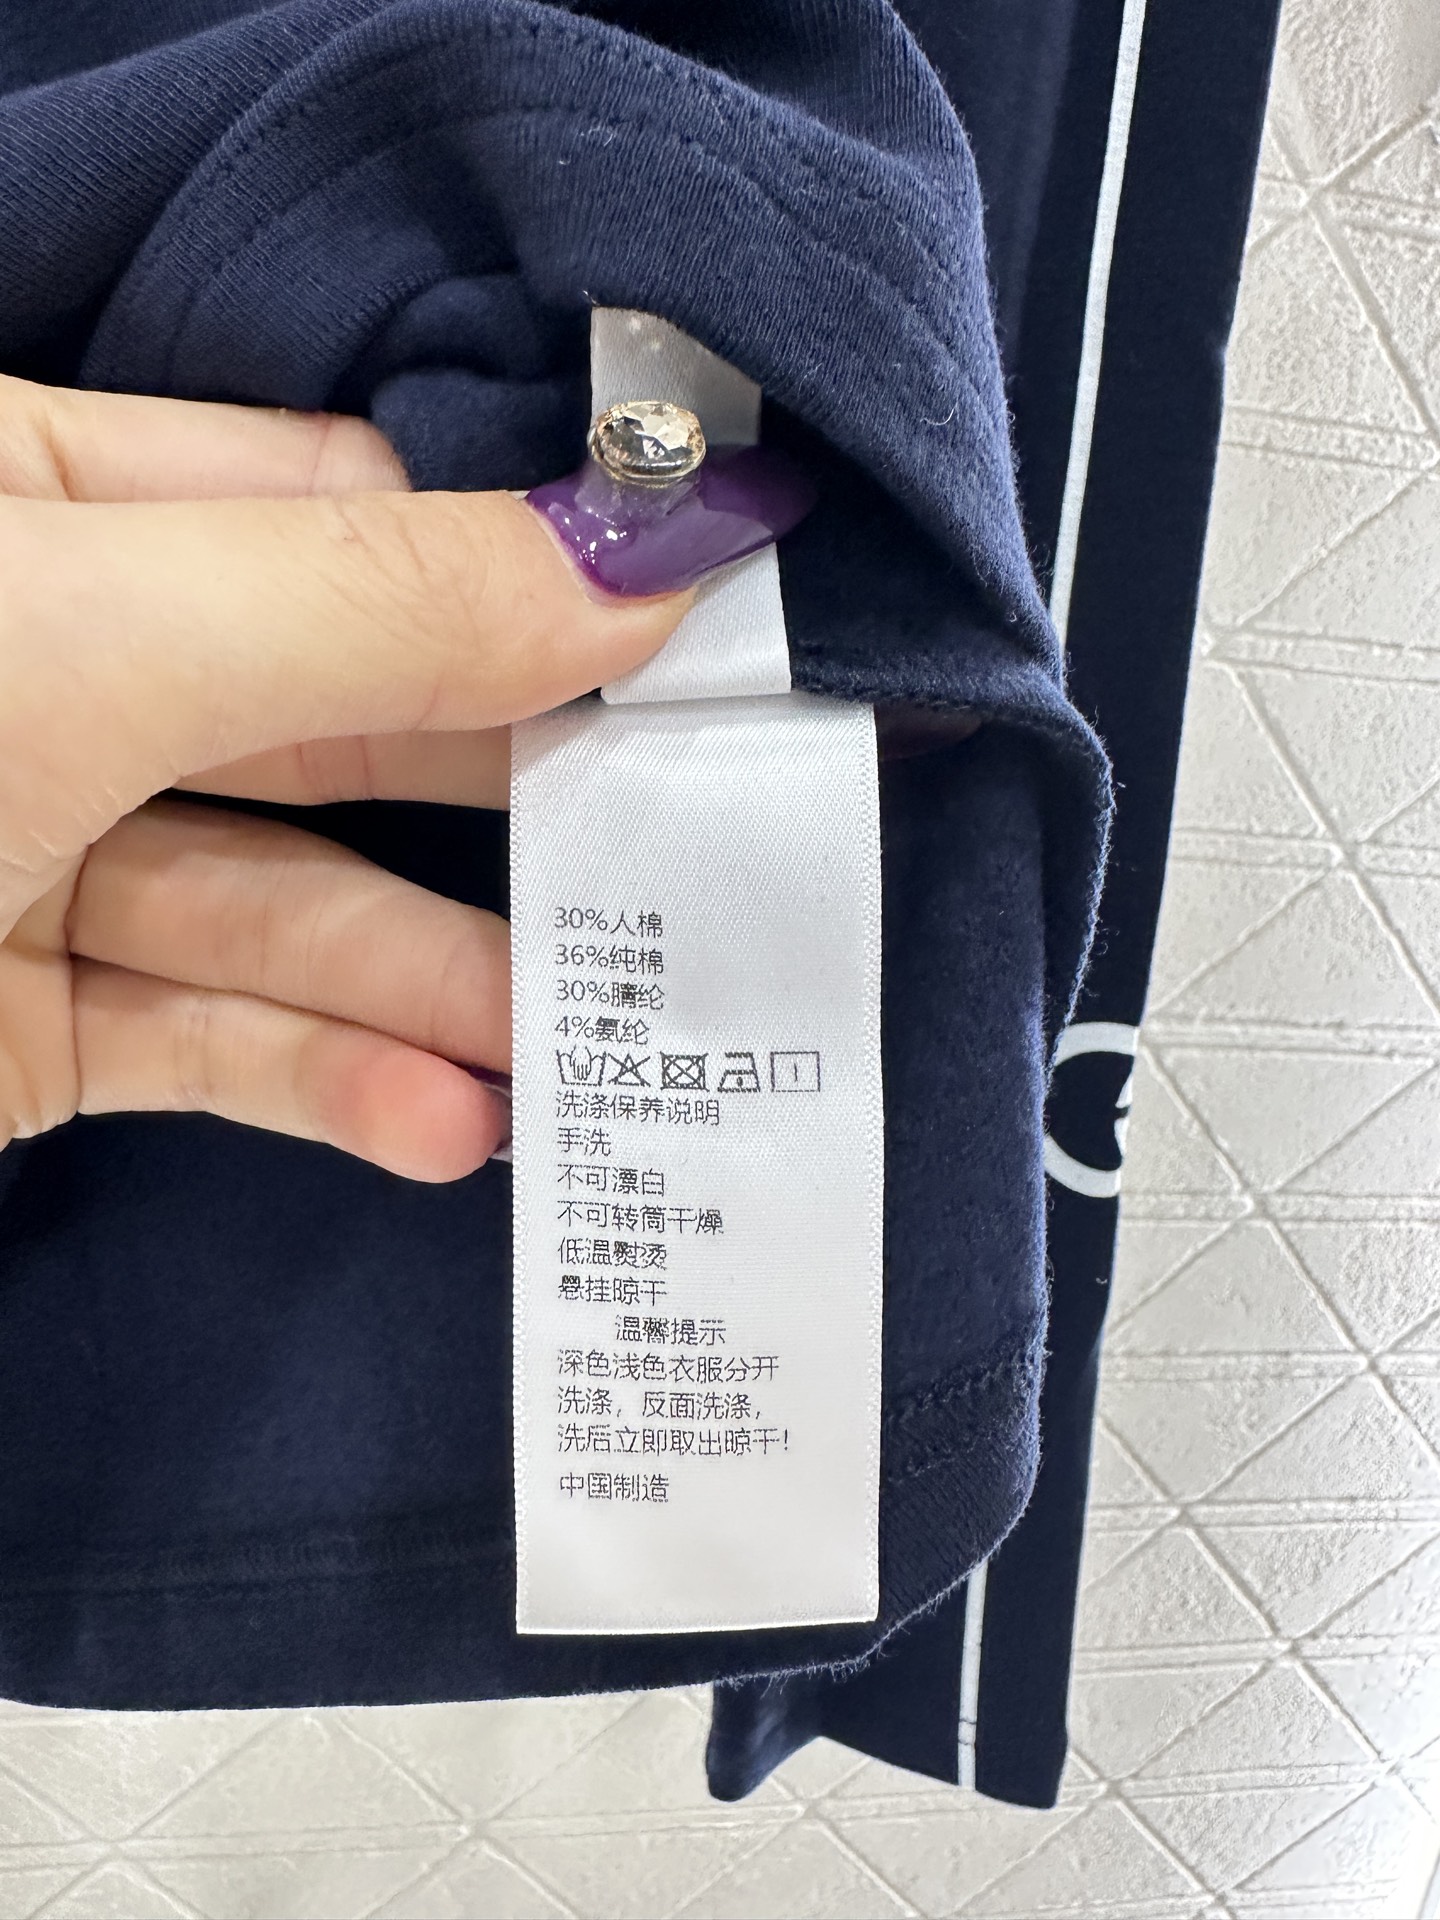 30%人棉
36%纯棉
30%腈纶
4%氨纶
洗涤保养说明
手洗
不可漂白
不可转筒干燥
低温熨烫
悬挂晾干
温馨提示
深色浅色衣服分开
洗涤，反面洗涤，
洗后立即取出晾干！
中国制造